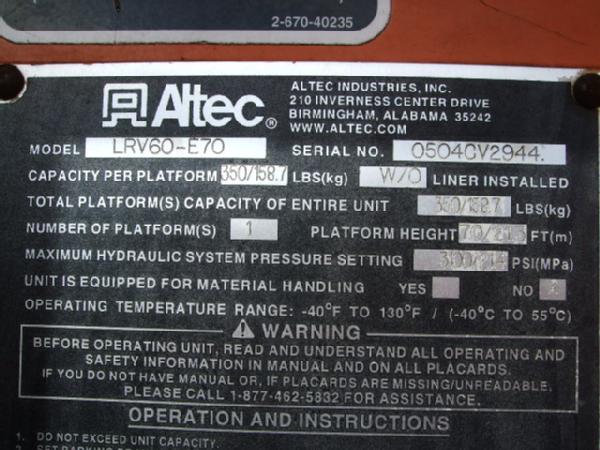 2-670-40235
Altec®
ALTEC INDUSTRIES, INC.
210 INVERNESS CENTER DRIVE
BIRMINGHAM, ALABAMA 35242
WWW.ALTEC.COM
MODEL LRV60-E70 SERIAL NO. 0504CV2944.
CAPACITY PER PLATFORM 350/158.7 LBS(kg) W/O LINER INSTALLED
TOTAL PLATFORM(S) CAPACITY OF ENTIRE UNIT 350/158.7 LBS(kg)
NUMBER OF PLATFORM(S) 1 PLATFORM HEIGHT 70/21.3 FT(m)
MAXIMUM HYDRAULIC SYSTEM PRESSURE SETTING PSI(MPa)
UNIT IS EQUIPPED FOR MATERIAL HANDLING YES NO
OPERATING TEMPERATURE RANGE: -40°F TO 130°F / (-40°C TO 55°C)
WARNING
BEFORE OPERATING UNIT, READ AND UNDERSTAND ALL OPERATING AND
SAFETY INFORMATION IN MANUAL AND ON ALL PLACARDS.
IF YOU DO NOT HAVE MANUAL OR, IF PLACARDS ARE MISSING/UNREADABLE,
PLEASE CALL 1-877-462-5832 FOR ASSISTANCE.
OPERATION AND INSTRUCTIONS
1. DO NOT EXCEED UNIT CAPACITY.